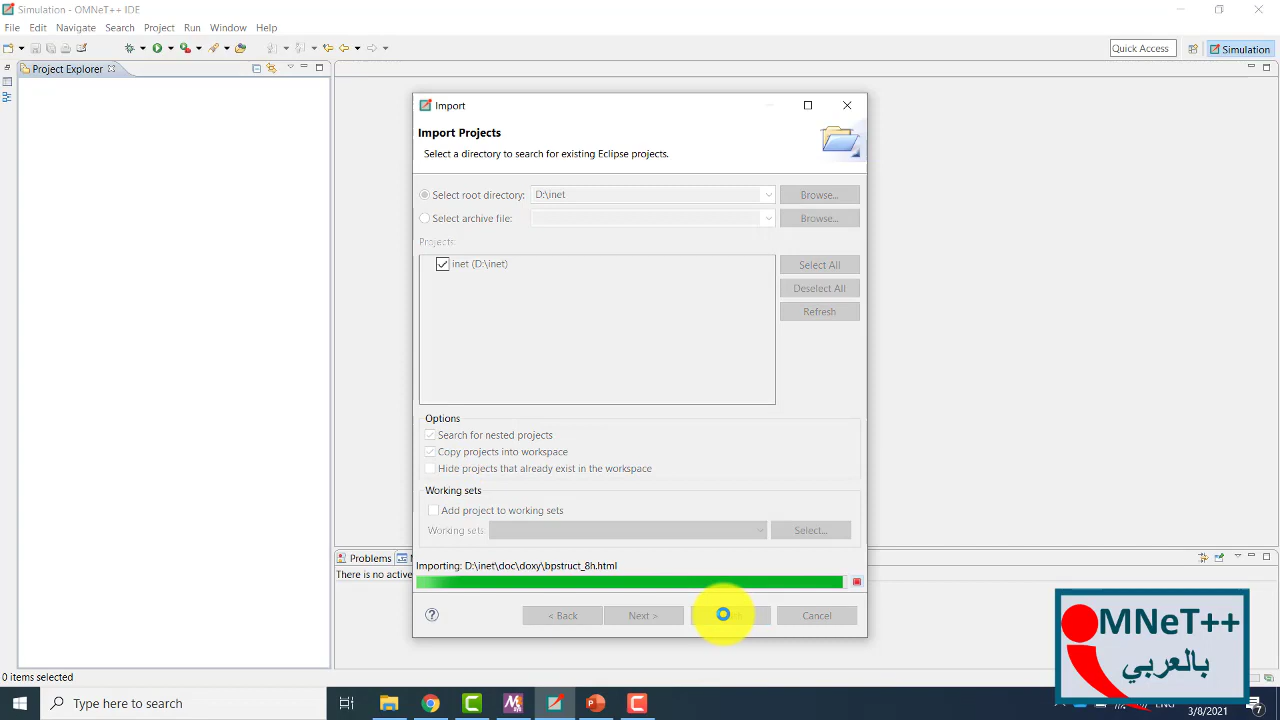 Simulation - OMNeT++ IDE
File Edit Navigate Search Project Run Window Help
Quick Access
Simulation
Project Explorer
Import
Import Projects
Select a directory to search for existing Eclipse projects.
Select root directory: D:\inet Browse...
Select archive file: Browse...
Projects:
inet (D:\inet)
Select All
Deselect All
Refresh
Options
Search for nested projects
Copy projects into workspace
Hide projects that already exist in the workspace
Working sets
Add project to working sets
Working sets: Select...
Problems
There is no active
Importing: D:\inet\doc\doxy\bpstruct_8h.html
< Back Next > Cancel
OMNeT++
بالعربي
0 items selected
Type here to search
ENG
3/8/2021
7